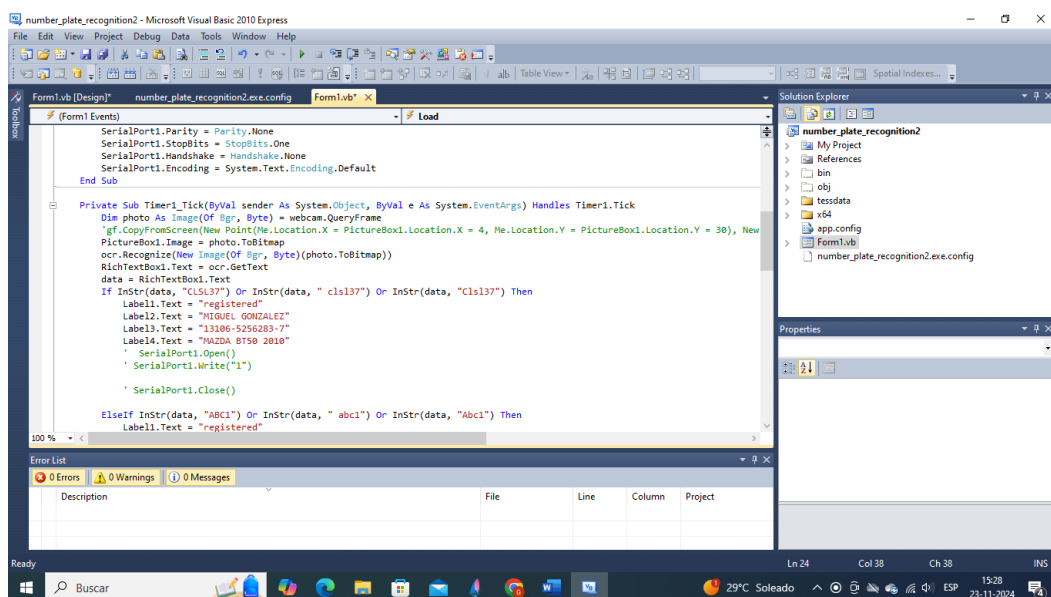 number_plate_recognition2 - Microsoft Visual Basic 2010 Express
File Edit View Project Debug Data Tools Window Help
ab| Table View Spatial Indexes...
Toolbox
Form1.vb [Design]* number_plate_recognition2.exe.config Form1.vb* X
(Form1 Events) Load
SerialPort1.Parity = Parity.None
SerialPort1.StopBits = StopBits.One
SerialPort1.Handshake = Handshake.None
SerialPort1.Encoding = System.Text.Encoding.Default
End Sub
Private Sub Timer1_Tick(ByVal sender As System.Object, ByVal e As System.EventArgs) Handles Timer1.Tick
Dim photo As Image(Of Bgr, Byte) = webcam.QueryFrame
'gf.CopyFromScreen(New Point(Me.Location.X = PictureBox1.Location.X = 4, Me.Location.Y = PictureBox1.Location.Y = 30), New
PictureBox1.Image = photo.ToBitmap
ocr.Recognize(New Image(Of Bgr, Byte)(photo.ToBitmap))
RichTextBox1.Text = ocr.GetText
data = RichTextBox1.Text
If InStr(data, "CLSL37") Or InStr(data, " clsl37") Or InStr(data, "Clsl37") Then
Label1.Text = "registered"
Label2.Text = "MIGUEL GONZALEZ"
Label3.Text = "13106-5256283-7"
Label4.Text = "MAZDA BT50 2010"
' SerialPort1.Open()
' SerialPort1.Write("1")
' SerialPort1.Close()
ElseIf InStr(data, "ABC1") Or InStr(data, " abc1") Or InStr(data, "Abc1") Then
Label1.Text = "registered"
100 %
Solution Explorer
number_plate_recognition2
My Project
References
bin
obj
tessdata
x64
app.config
Form1.vb
number_plate_recognition2.exe.config
Properties
Error List
0 Errors 0 Warnings 0 Messages
Description File Line Column Project
Ready Ln 24 Col 38 Ch 38 INS
Buscar 29°C Soleado ESP 15:28
23-11-2024